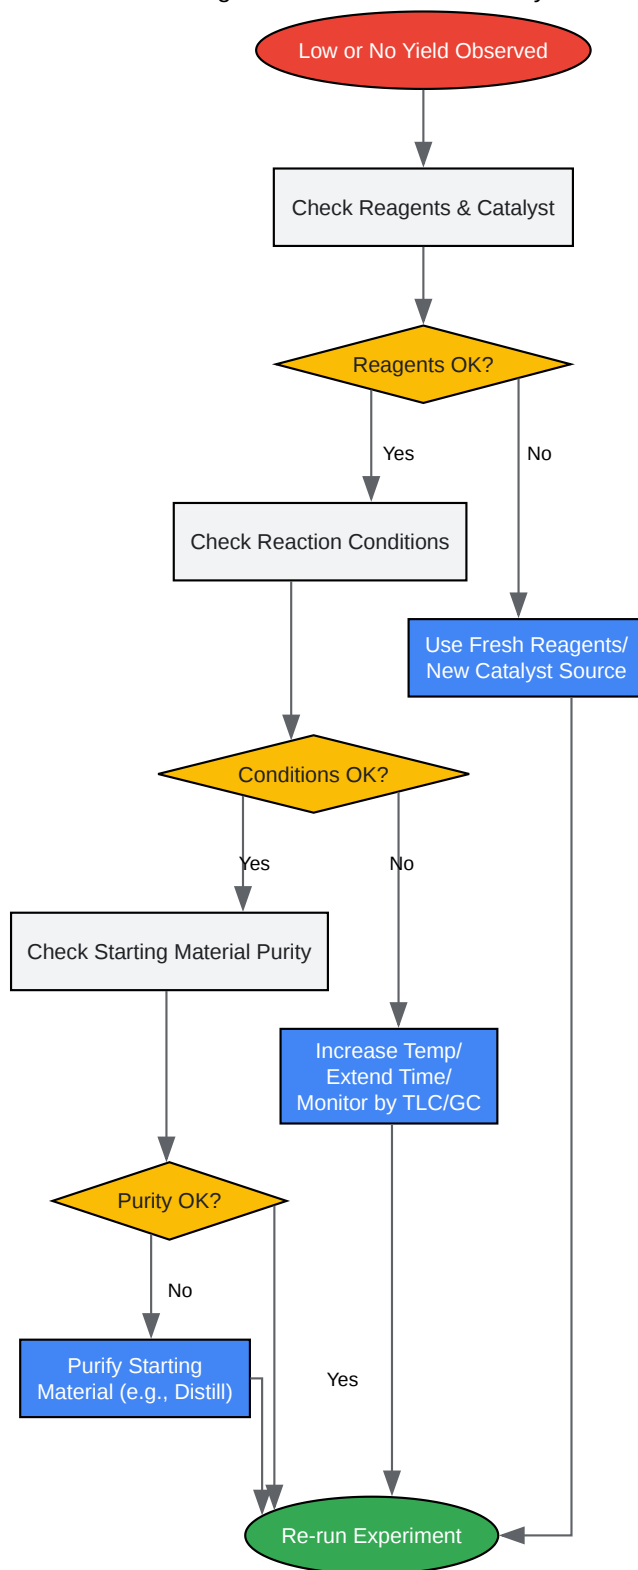 Low or No Yield Observed
Check Reagents & Catalyst
Reagents OK?
Yes
No
Check Reaction Conditions
Use Fresh Reagents/
New Catalyst Source
Conditions OK?
Yes
No
Check Starting Material Purity
Increase Temp/
Extend Time/
Monitor by TLC/GC
Purity OK?
No
Purify Starting
Material (e.g., Distill)
Yes
Re-run Experiment